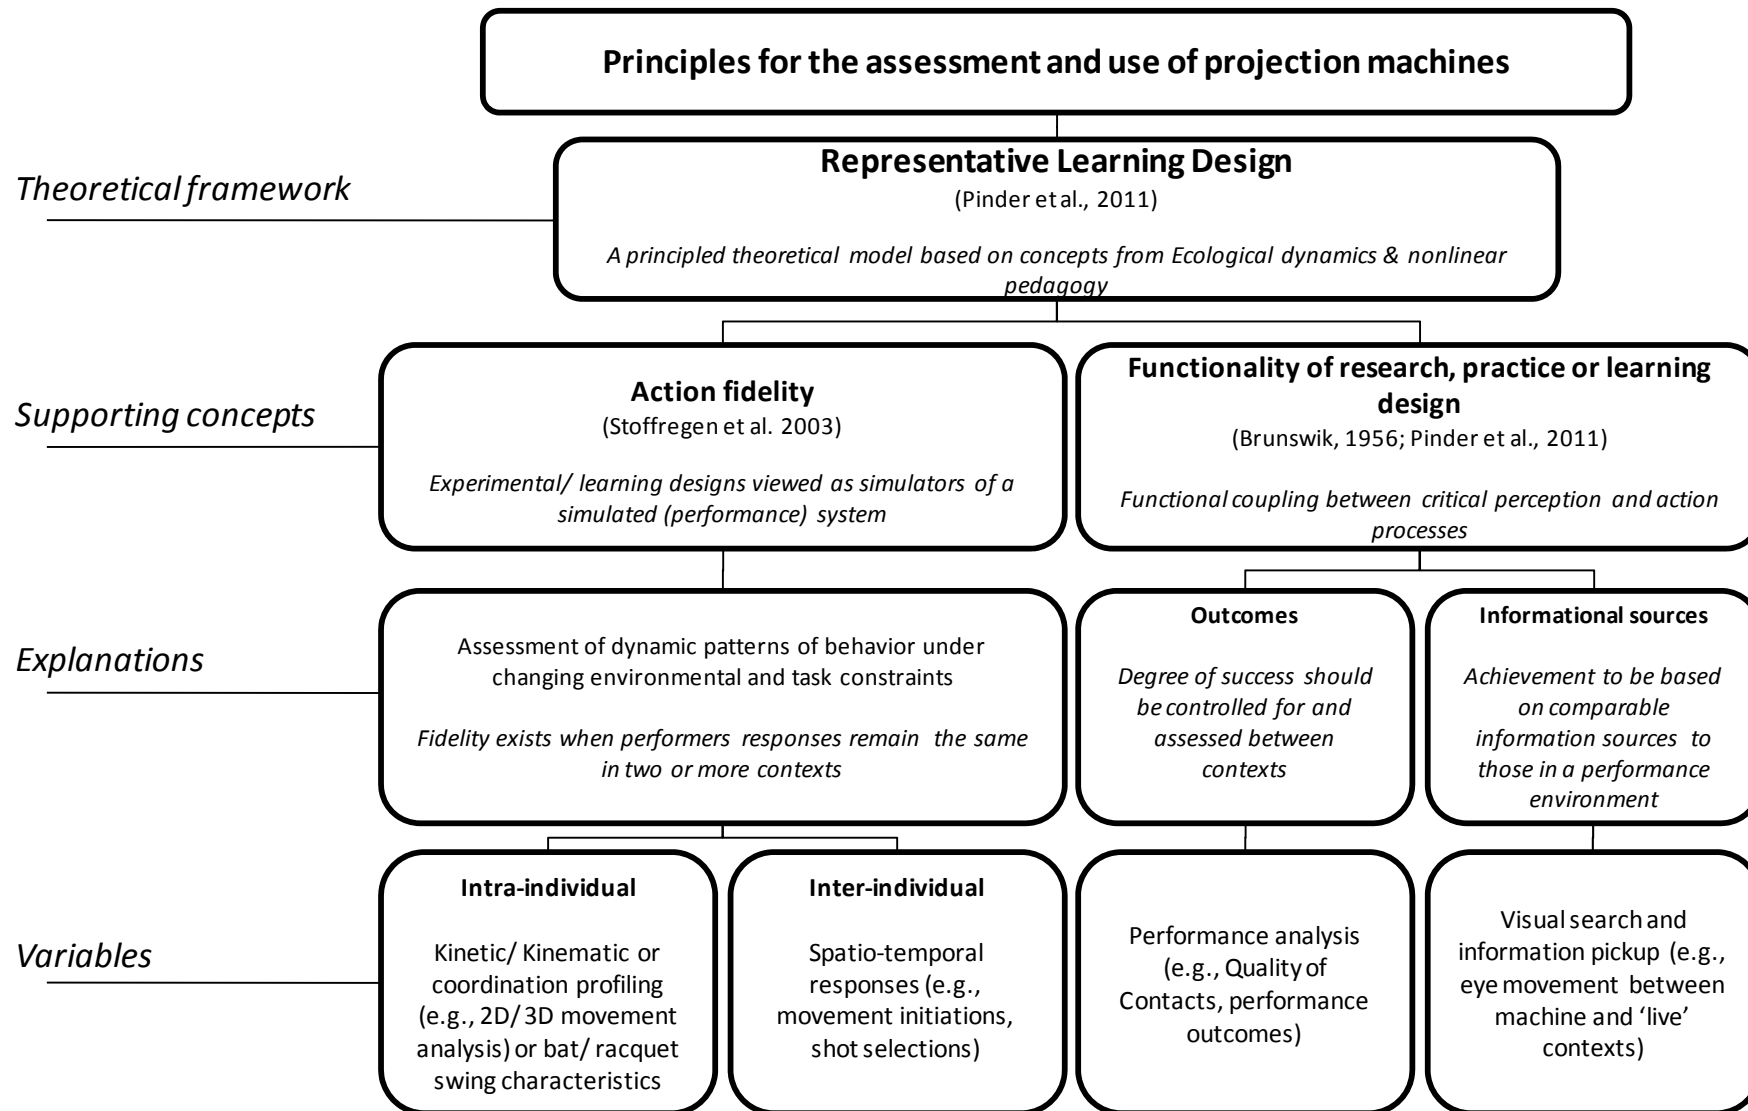 Principles for the assessment and use of projection machines
Theoretical framework
Representative Learning Design
(Pinder et al., 2011)
A principled theoretical model based on concepts from Ecological dynamics & nonlinear
pedagogy
Supporting concepts
Action fidelity
(Stoffregen et al. 2003)
Experimental/ learning designs viewed as simulators of a
simulated (performance) system
Functionality of research, practice or learning
design
(Brunswik, 1956; Pinder et al., 2011)
Functional coupling between critical perception and action
processes
Explanations
Assessment of dynamic patterns of behavior under
changing environmental and task constraints
Fidelity exists when performers responses remain the same
in two or more contexts
Outcomes
Degree of success should
be controlled for and
assessed between
contexts
Informational sources
Achievement to be based
on comparable
information sources to
those in a performance
environment
Variables
Intra-individual
Kinetic/ Kinematic or
coordination profiling
(e.g., 2D/ 3D movement
analysis) or bat/ racquet
swing characteristics
Inter-individual
Spatio-temporal
responses (e.g.,
movement initiations,
shot selections)
Performance analysis
(e.g., Quality of
Contacts, performance
outcomes)
Visual search and
information pickup (e.g.,
eye movement between
machine and ‘live’
contexts)